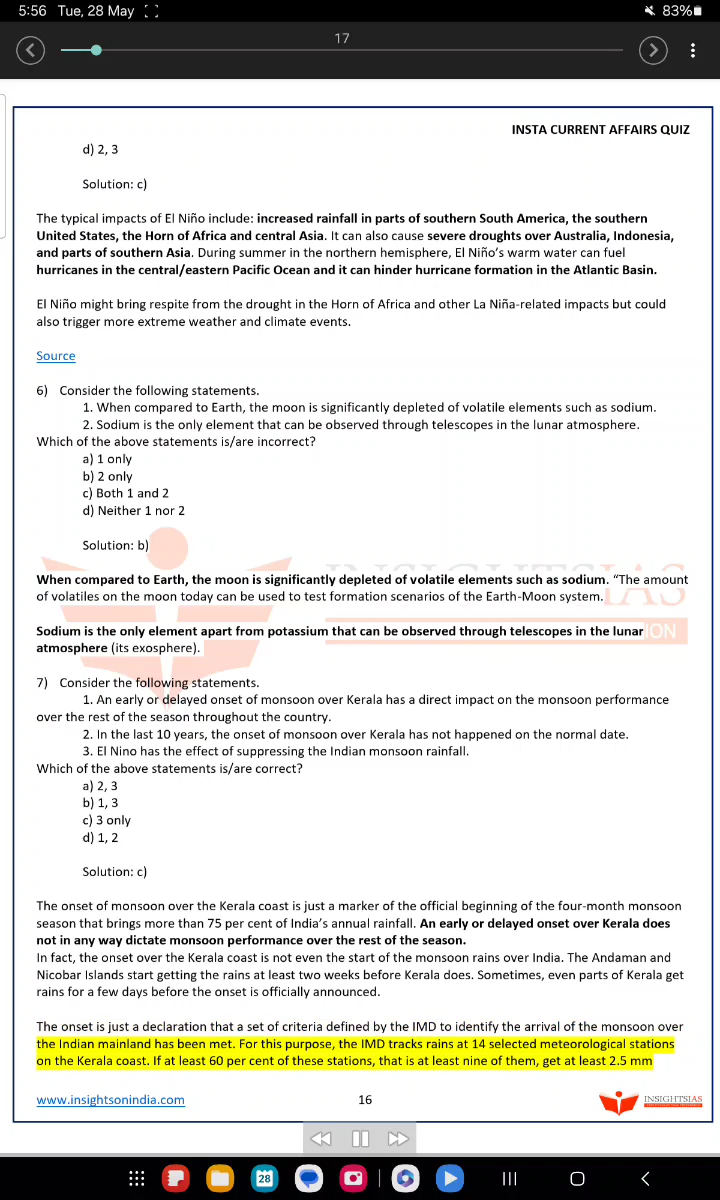 5:56 Tue, 28 May
83%
17
INSTA CURRENT AFFAIRS QUIZ
d) 2, 3
Solution: c)
The typical impacts of El Niño include: increased rainfall in parts of southern South America, the southern
United States, the Horn of Africa and central Asia. It can also cause severe droughts over Australia, Indonesia,
and parts of southern Asia. During summer in the northern hemisphere, El Niño's warm water can fuel
hurricanes in the central/eastern Pacific Ocean and it can hinder hurricane formation in the Atlantic Basin.
El Niño might bring respite from the drought in the Horn of Africa and other La Niña-related impacts but could
also trigger more extreme weather and climate events.
Source
6) Consider the following statements.
1. When compared to Earth, the moon is significantly depleted of volatile elements such as sodium.
2. Sodium is the only element that can be observed through telescopes in the lunar atmosphere.
Which of the above statements is/are incorrect?
a) 1 only
b) 2 only
c) Both 1 and 2
d) Neither 1 nor 2
Solution: b)
When compared to Earth, the moon is significantly depleted of volatile elements such as sodium. "The amount
of volatiles on the moon today can be used to test formation scenarios of the Earth-Moon system.
Sodium is the only element apart from potassium that can be observed through telescopes in the lunar
atmosphere (its exosphere).
7) Consider the following statements.
1. An early or delayed onset of monsoon over Kerala has a direct impact on the monsoon performance
over the rest of the season throughout the country.
2. In the last 10 years, the onset of monsoon over Kerala has not happened on the normal date.
3. El Nino has the effect of suppressing the Indian monsoon rainfall.
Which of the above statements is/are correct?
a) 2, 3
b) 1, 3
c) 3 only
d) 1, 2
Solution: c)
The onset of monsoon over the Kerala coast is just a marker of the official beginning of the four-month monsoon
season that brings more than 75 per cent of India's annual rainfall. An early or delayed onset over Kerala does
not in any way dictate monsoon performance over the rest of the season.
In fact, the onset over the Kerala coast is not even the start of the monsoon rains over India. The Andaman and
Nicobar Islands start getting the rains at least two weeks before Kerala does. Sometimes, even parts of Kerala get
rains for a few days before the onset is officially announced.
The onset is just a declaration that a set of criteria defined by the IMD to identify the arrival of the monsoon over
the Indian mainland has been met. For this purpose, the IMD tracks rains at 14 selected meteorological stations
on the Kerala coast. If at least 60 per cent of these stations, that is at least nine of them, get at least 2.5 mm
www.insightsonindia.com
16
INSIGHTSIAS
28